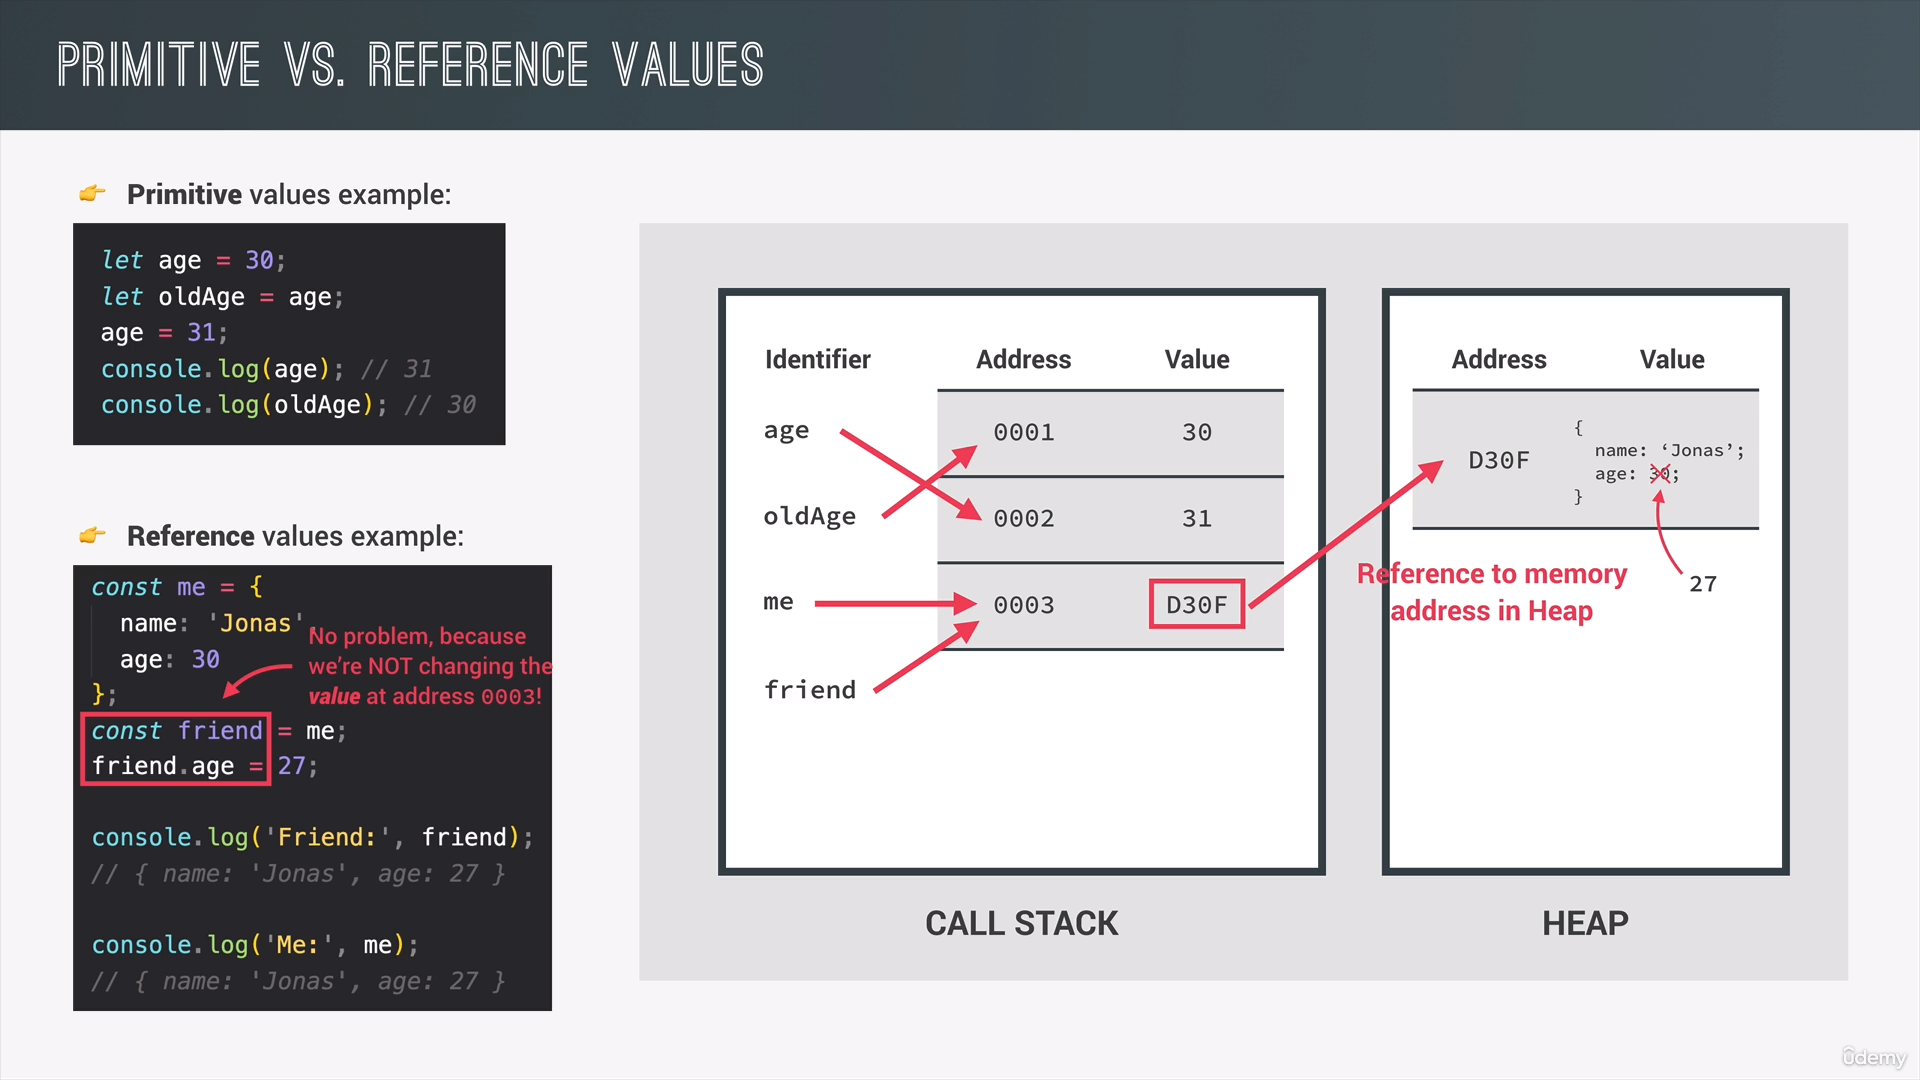 PRIMITIVE VS. REFERENCE VALUES
👉 Primitive values example:
let age = 30;
let oldAge = age;
age = 31;
console.log(age); // 31
console.log(oldAge); // 30
👉 Reference values example:
const me = {
name: 'Jonas'
age: 30
};
No problem, because
we're NOT changing the
value at address 0003!
const friend = me;
friend.age = 27;
console.log('Friend:', friend);
// { name: 'Jonas', age: 27 }
console.log('Me:', me);
// { name: 'Jonas', age: 27 }
Identifier Address Value
age 0001 30
oldAge 0002 31
me 0003 D30F
friend
CALL STACK
Address Value
D30F
{
name: ‘Jonas’;
age: 30;
}
27
Reference to memory
address in Heap
HEAP
ûdemy